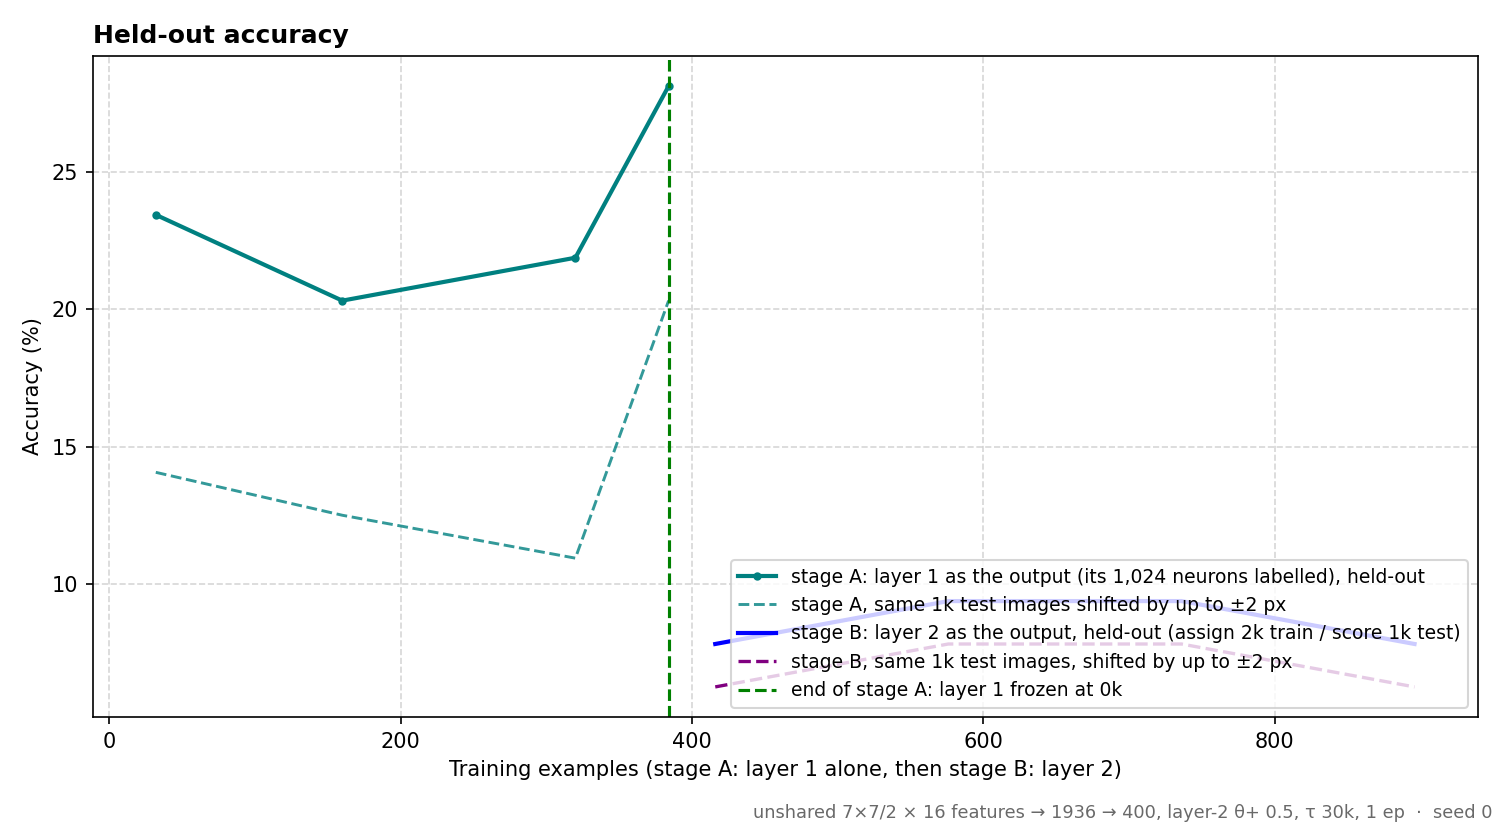 Held-out accuracy
25
20
15
10
Accuracy (%)
stage A: layer 1 as the output (its 1,024 neurons labelled), held-out
stage A, same 1k test images shifted by up to ±2 px
stage B: layer 2 as the output, held-out (assign 2k train / score 1k test)
stage B, same 1k test images, shifted by up to ±2 px
end of stage A: layer 1 frozen at 0k
0 200 400 600 800
Training examples (stage A: layer 1 alone, then stage B: layer 2)
unshared 7×7/2 × 16 features → 1936 → 400, layer-2 θ+ 0.5, τ 30k, 1 ep · seed 0